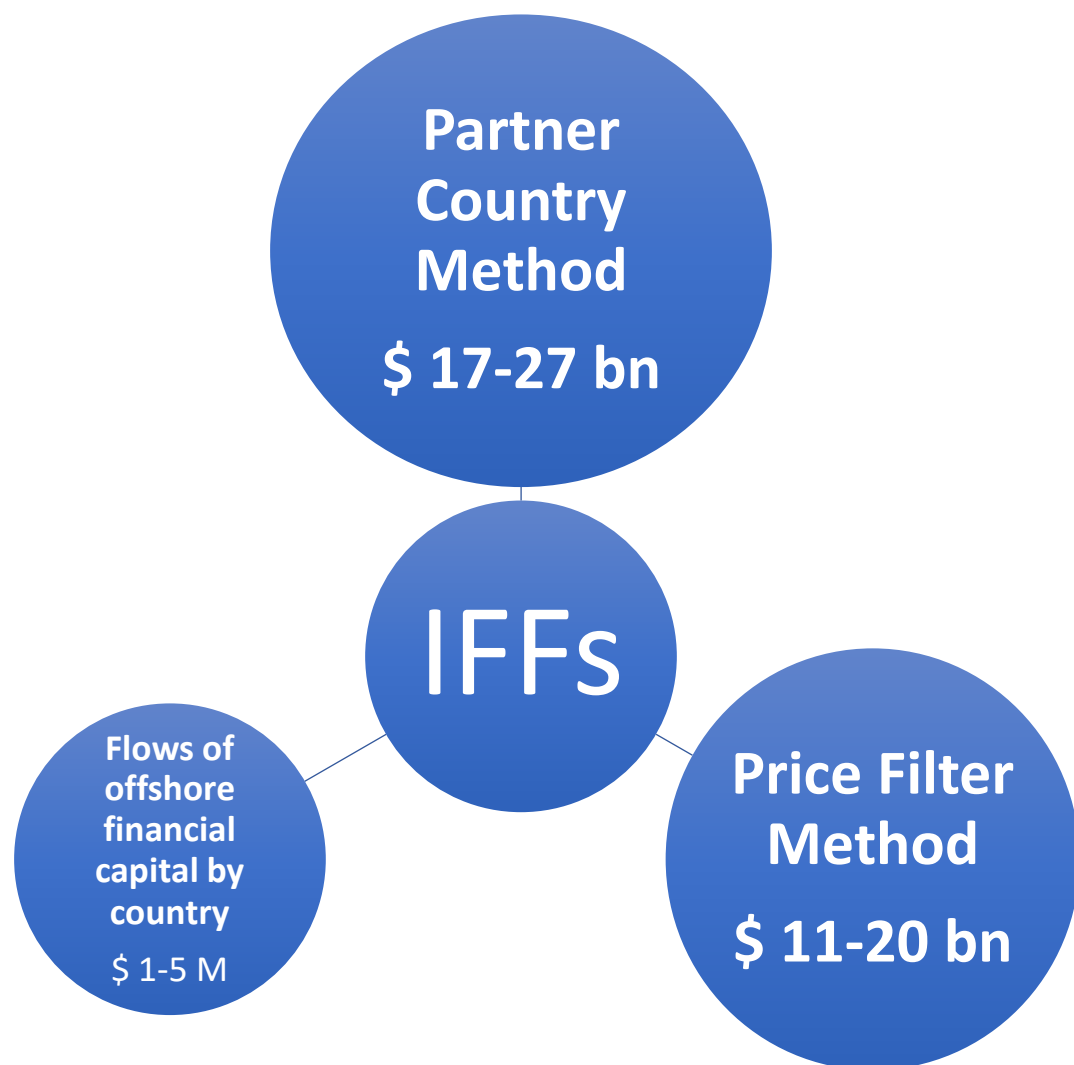 Partner
Country
Method
$ 17-27 bn
IFFs
Flows of
offshore
financial
capital by
country
$ 1-5 M
Price Filter
Method
$ 11-20 bn